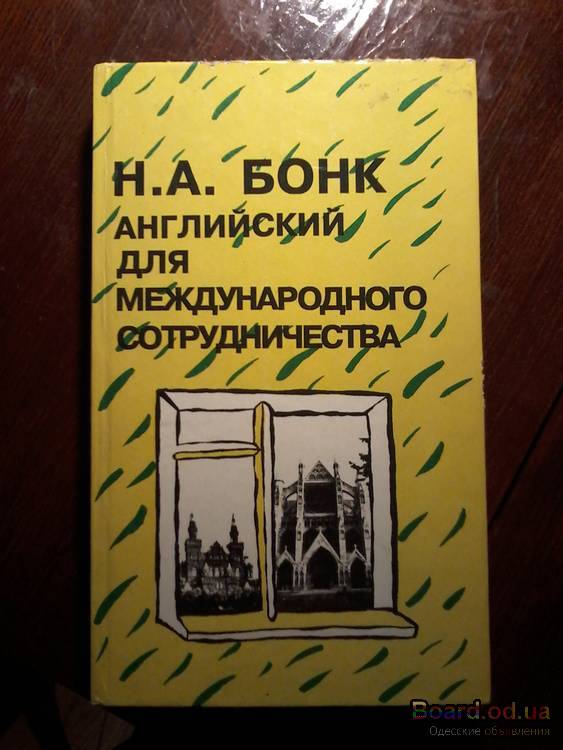 Н.А. БОНК
АНГЛИЙСКИЙ
ДЛЯ
МЕЖДУНАРОДНОГО
СОТРУДНИЧЕСТВА
Board.od.ua
Одесские объявления